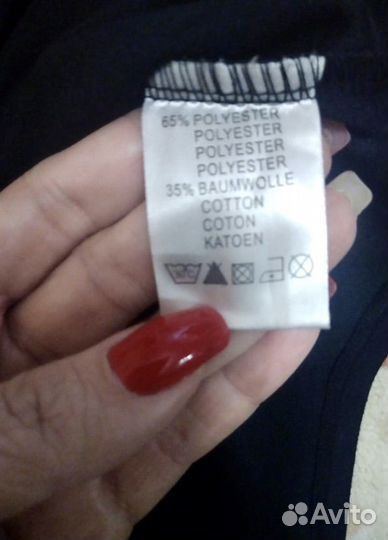 65% POLYESTER
POLYESTER
POLYESTER
POLYESTER
35% BAUMWOLLE
COTTON
COTON
KATOEN
Avito